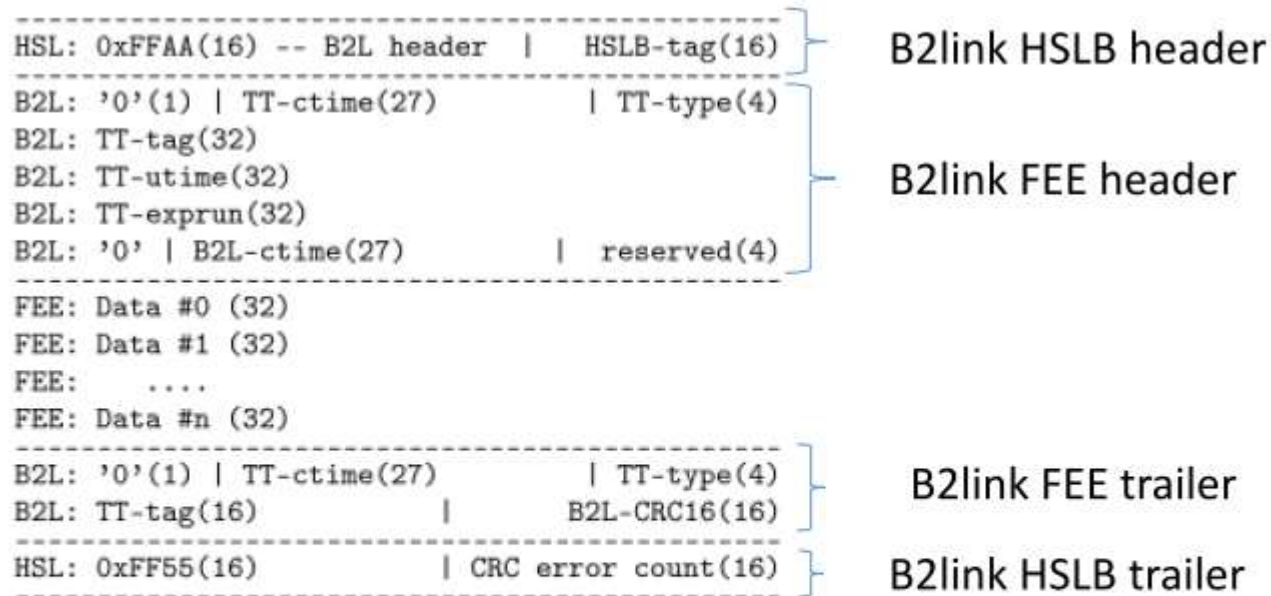 HSL: 0xFFAA(16) -- B2L header | HSLB-tag(16)
B2link HSLB header
B2L: '0'(1) | TT-ctime(27) | TT-type(4)
B2L: TT-tag(32)
B2L: TT-utime(32)
B2link FEE header
B2L: TT-exprun(32)
B2L: '0' | B2L-ctime(27) | reserved(4)
FEE: Data #0 (32)
FEE: Data #1 (32)
FEE: ....
FEE: Data #n (32)
B2L: '0'(1) | TT-ctime(27) | TT-type(4)
B2link FEE trailer
B2L: TT-tag(16) | B2L-CRC16(16)
HSL: 0xFF55(16) | CRC error count(16)
B2link HSLB trailer